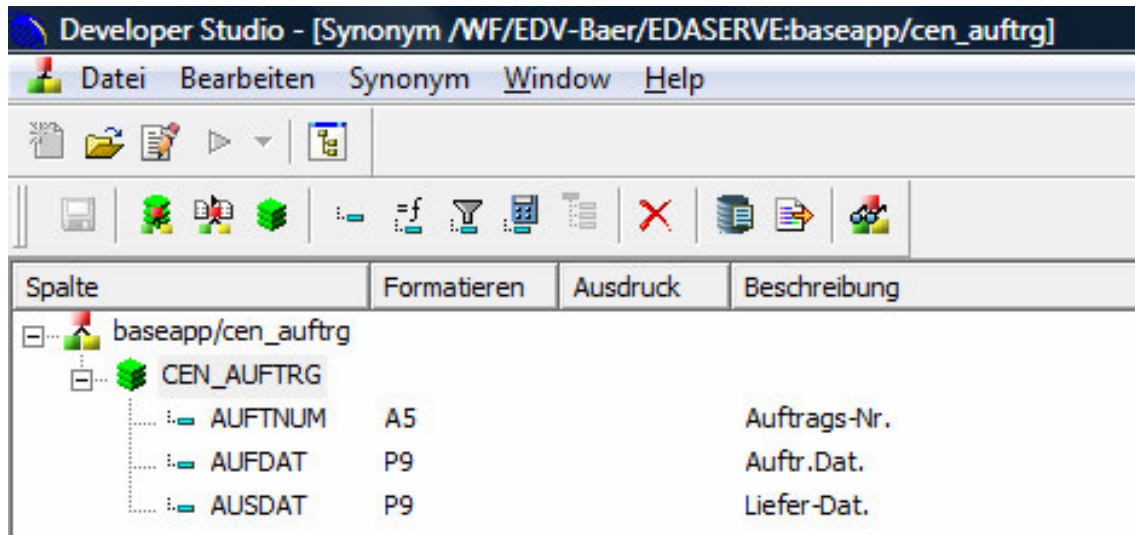 Developer Studio - [Synonym /WF/EDV-Baer/EDASERVE:baseapp/cen_auftrg]
Datei Bearbeiten Synonym Window Help
Spalte Formatieren Ausdruck Beschreibung
baseapp/cen_auftrg
CEN_AUFTRG
AUFTNUM A5 Auftrags-Nr.
AUFDAT P9 Auftr.Dat.
AUSDAT P9 Liefer-Dat.